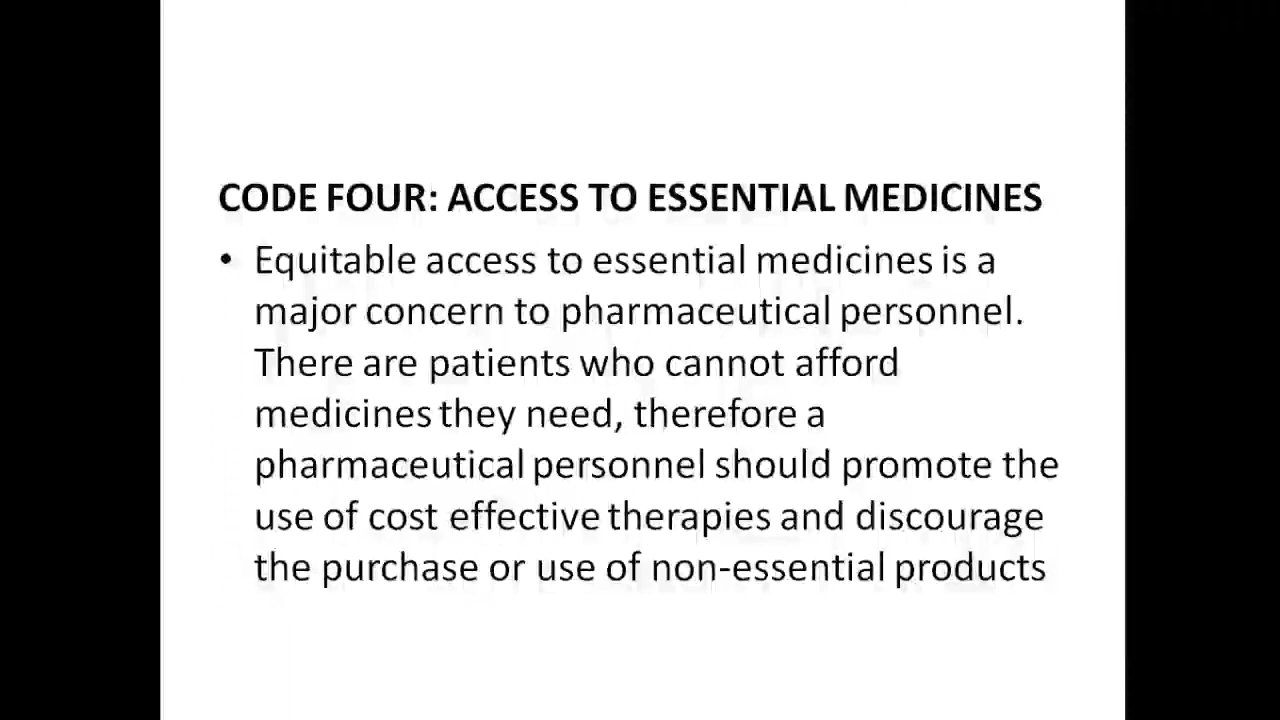 CODE FOUR: ACCESS TO ESSENTIAL MEDICINES
• Equitable access to essential medicines is a
major concern to pharmaceutical personnel.
There are patients who cannot afford
medicines they need, therefore a
pharmaceutical personnel should promote the
use of cost effective therapies and discourage
the purchase or use of non-essential products